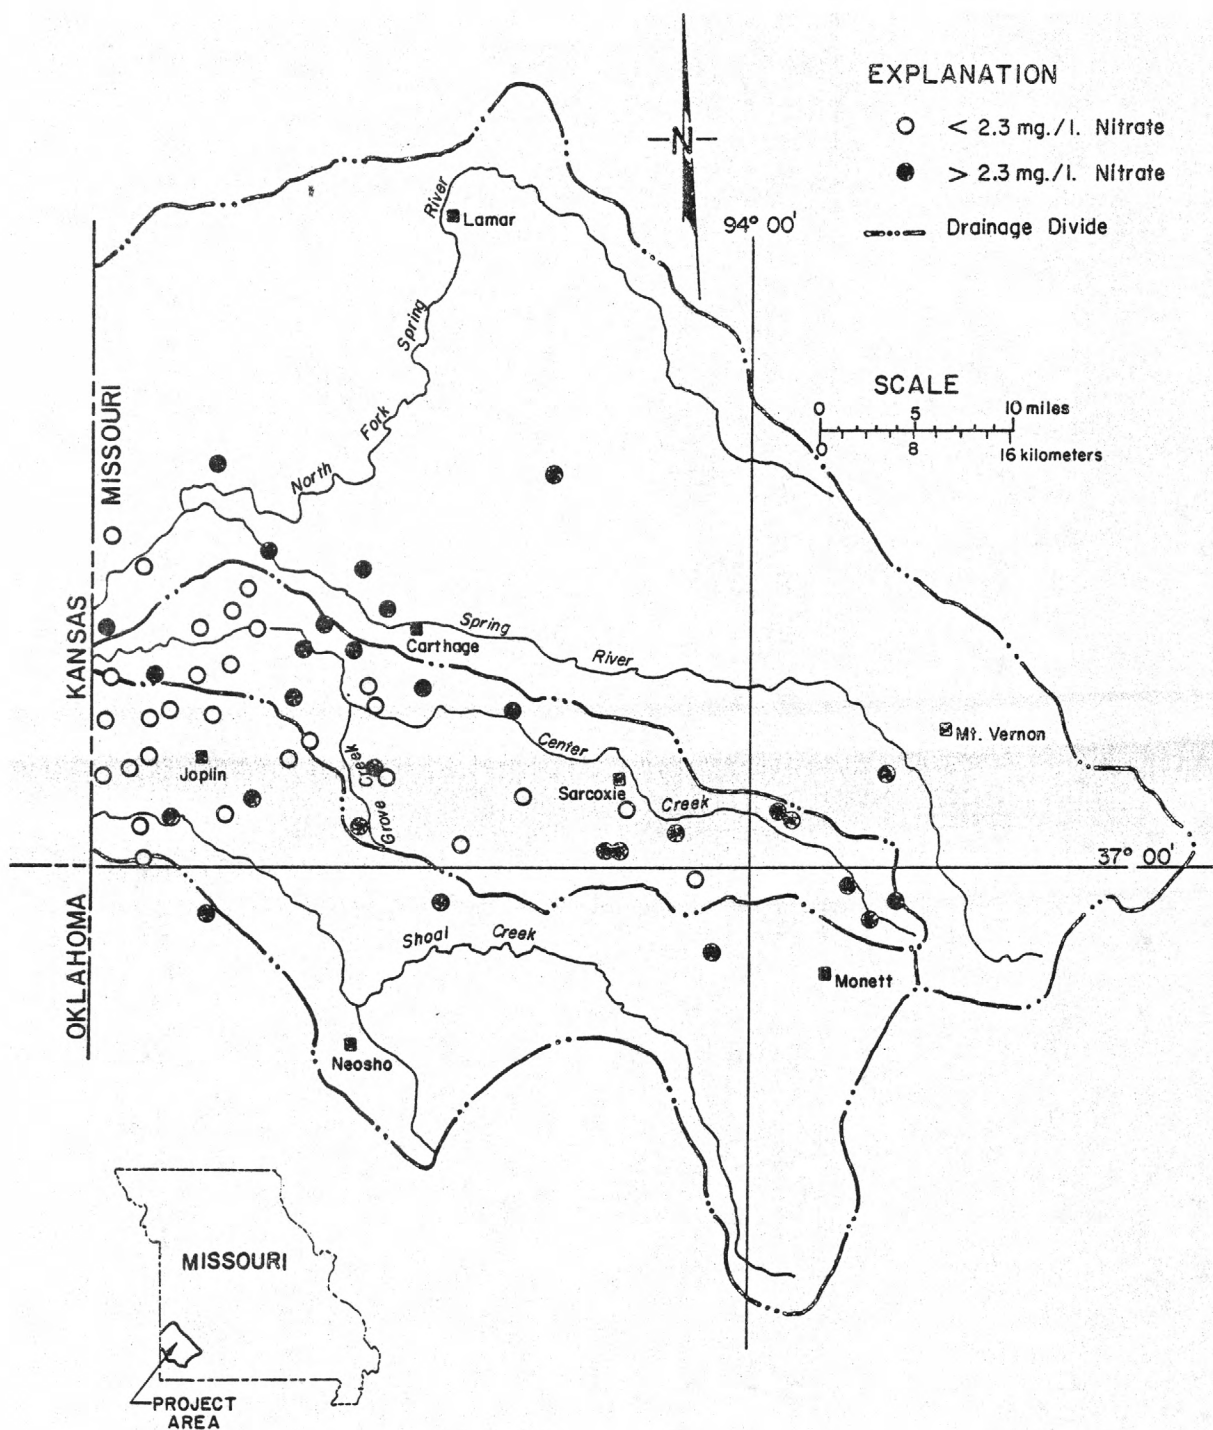 EXPLANATION
< 2.3 mg./l. Nitrate
> 2.3 mg./l. Nitrate
Drainage Divide
N
River
Lamar
94° 00'
Spring
SCALE
0 5 10 miles
0 8 16 kilometers
MISSOURI
Fork
North
KANSAS
Spring
River
Carthage
Mt. Vernon
Center
Creek
Joplin
Sarcoxie
Creek
Grove
37° 00'
OKLAHOMA
Shoal Creek
Monett
Neosho
MISSOURI
PROJECT
AREA